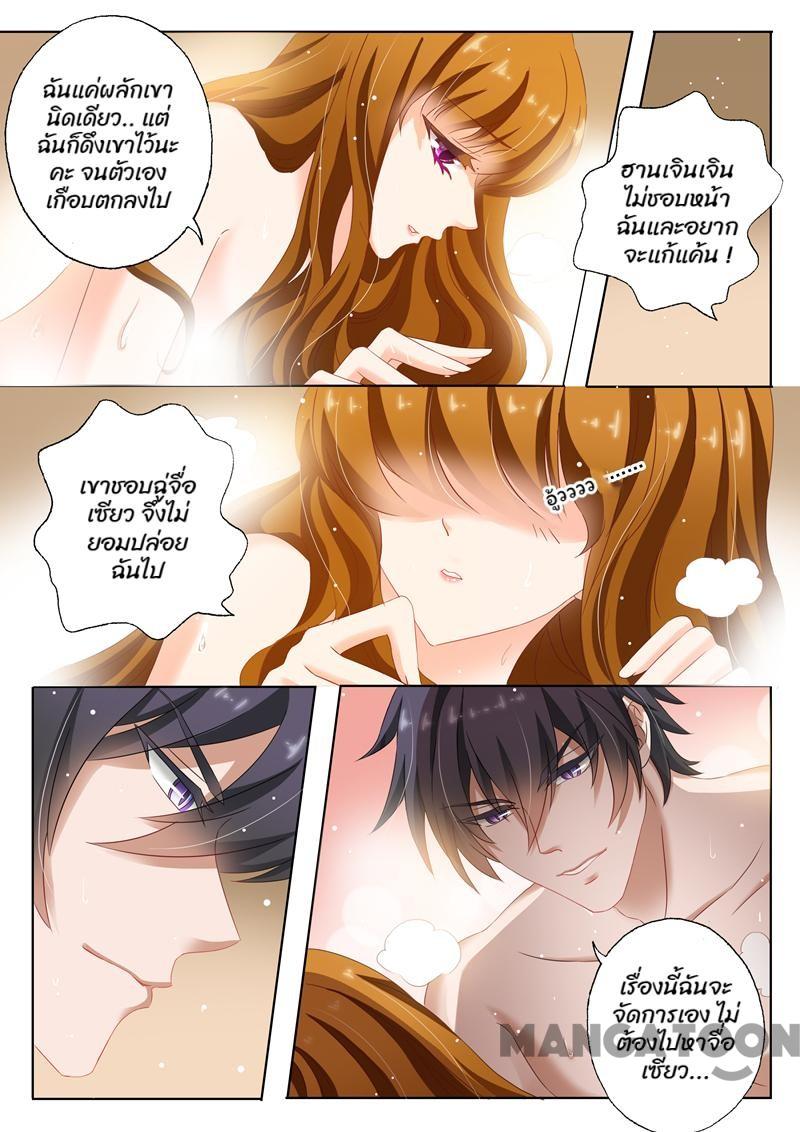 ฉันแค่ผลักเขา
นิดเดียว.. แต่
ฉันก็ดึงเขาไว้นะ
คะ จนตัวเอง
เกือบตกลงไป
ฮานเจินเจิน
ไม่ชอบหน้า
ฉันและอยาก
จะแก้แค้น !
เขาชอบฉู่จื่อ
เซียว จึงไม่
ยอมปล่อย
ฉันไป
อู้วววว ......
เรื่องนี้ฉันจะ
จัดการเอง ไม่
ต้องไปหาจื่อ
เซียว...
MANGATOON